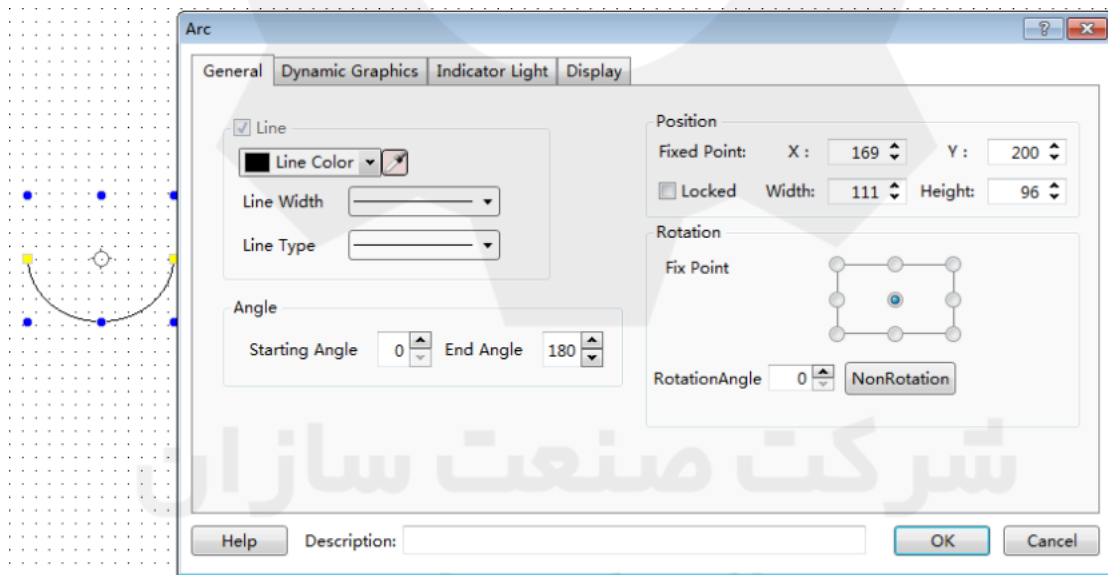 Arc
General Dynamic Graphics Indicator Light Display
Line
Line Color
Line Width
Line Type
Angle
Starting Angle 0 End Angle 180
Position
Fixed Point: X : 169 Y : 200
Locked Width: 111 Height: 96
Rotation
Fix Point
RotationAngle 0 NonRotation
شرکت صنعت سازان
Help Description: OK Cancel